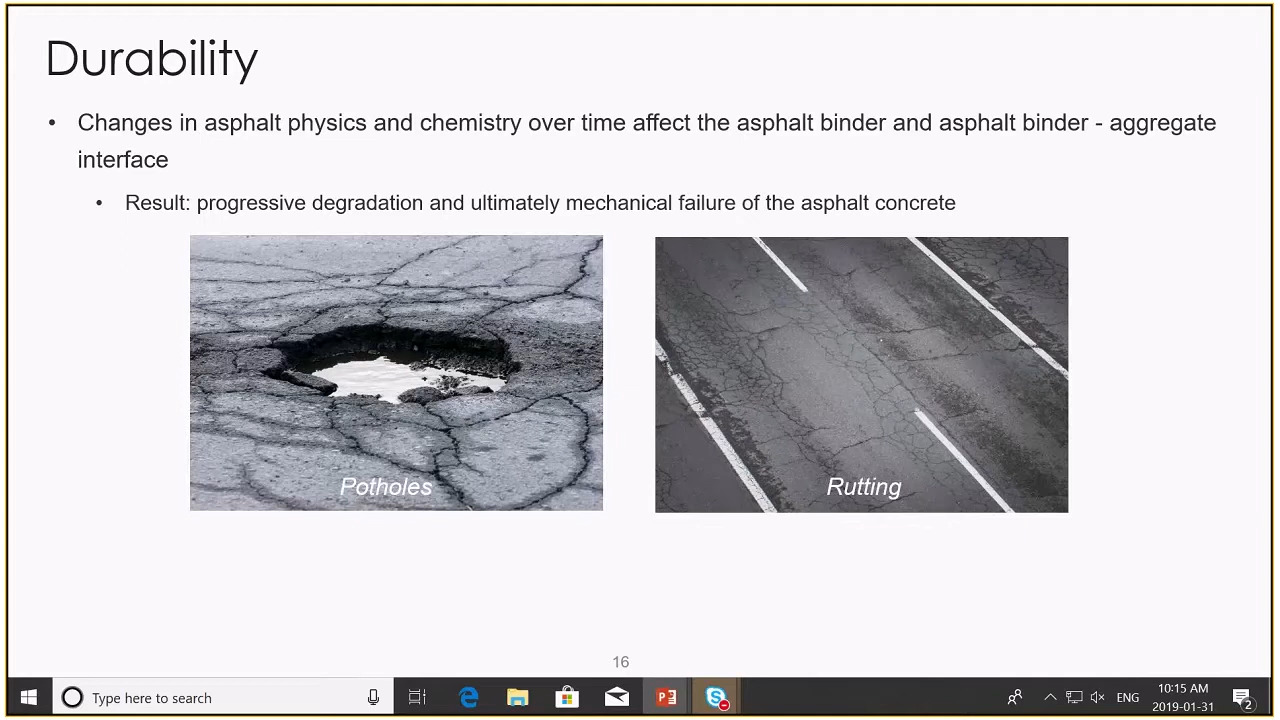 Durability
• Changes in asphalt physics and chemistry over time affect the asphalt binder and asphalt binder - aggregate
interface
• Result: progressive degradation and ultimately mechanical failure of the asphalt concrete
Potholes
Rutting
16
Type here to search
ENG
10:15 AM
2019-01-31
2